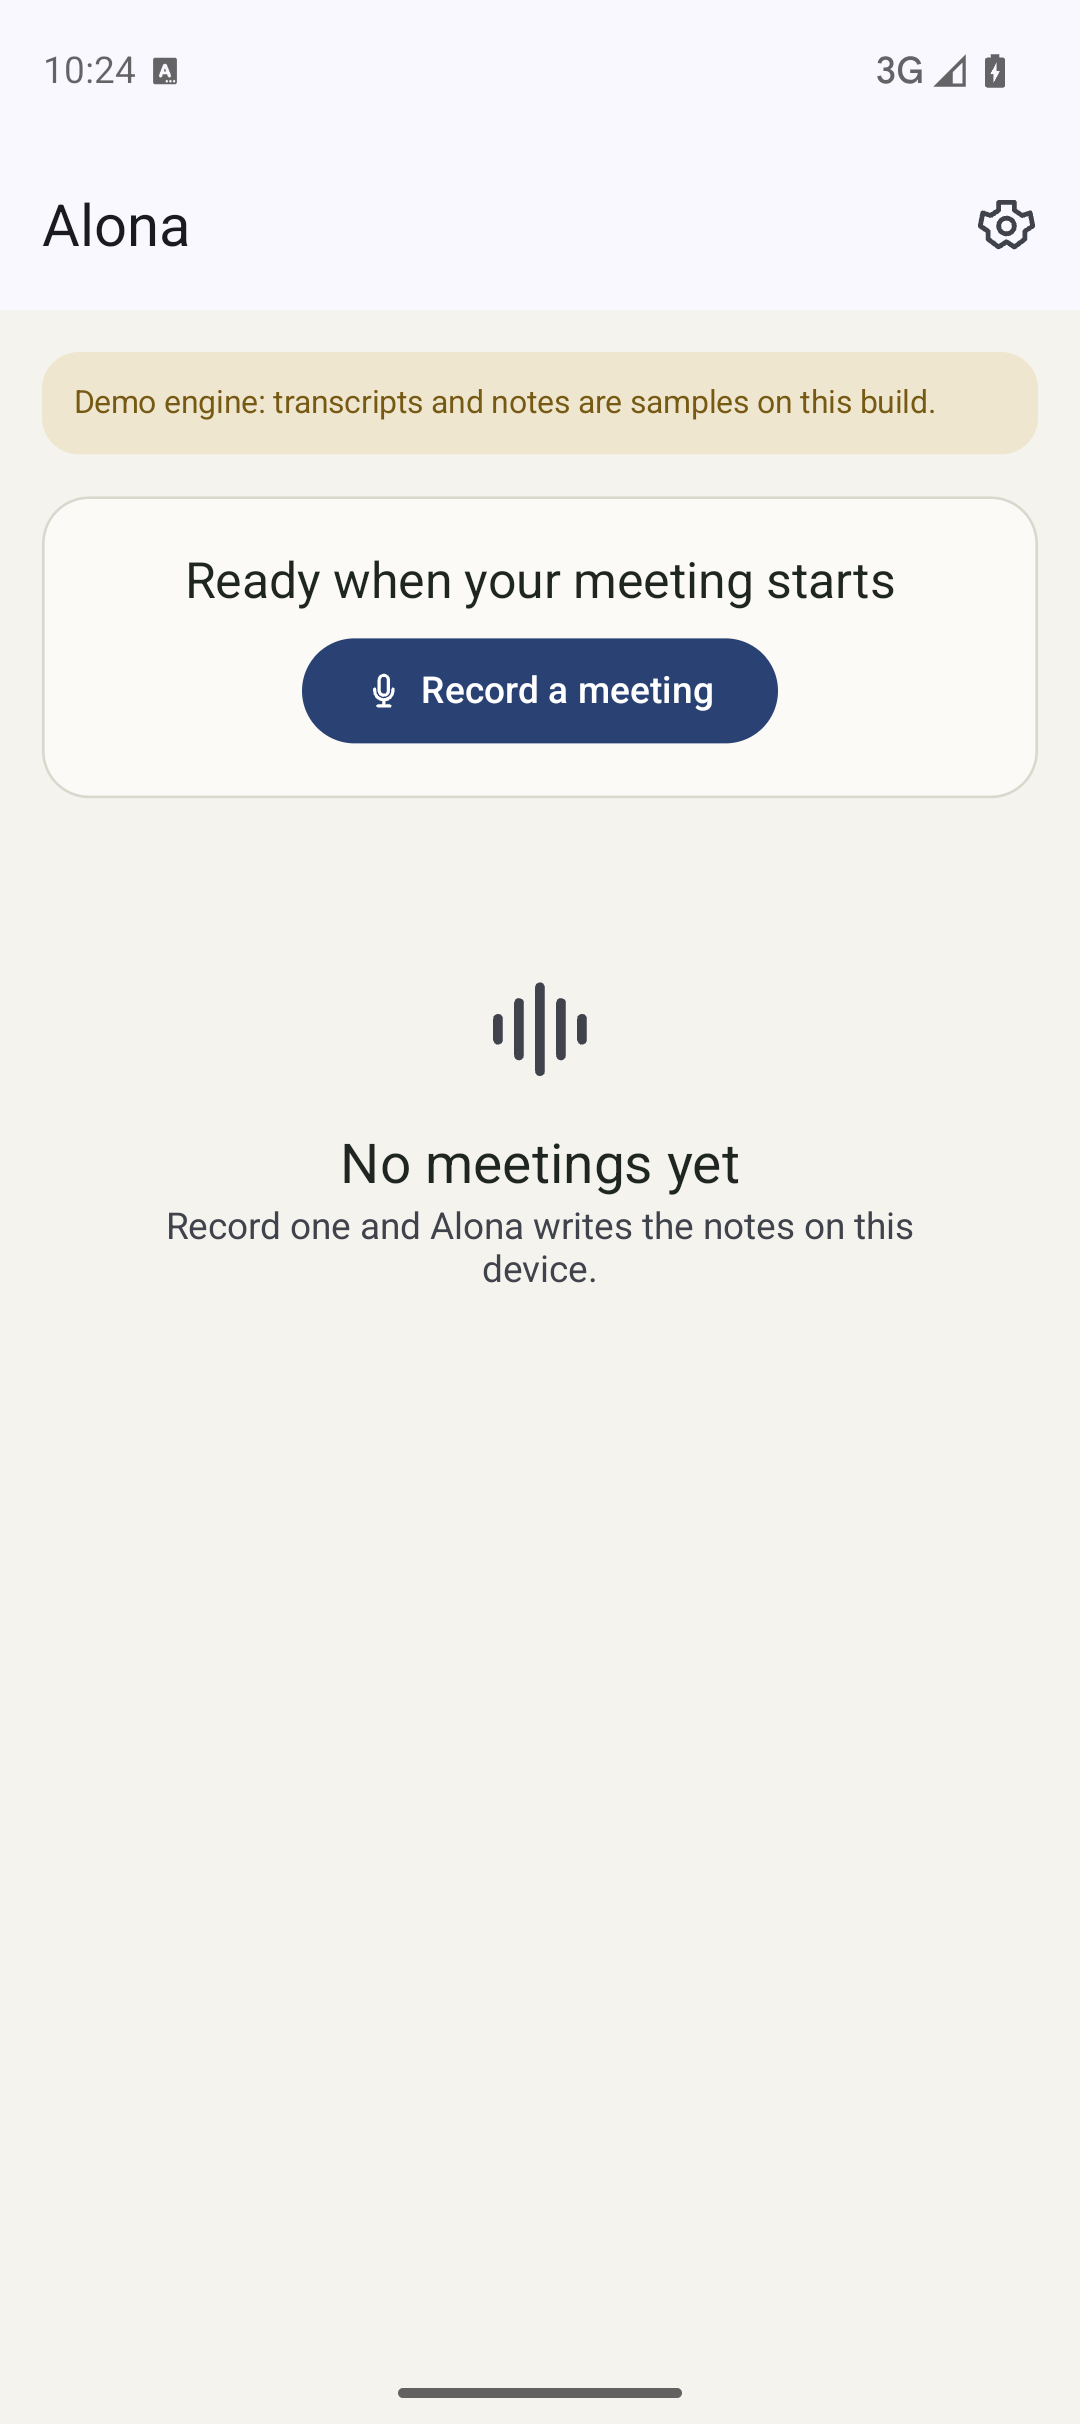 10:24
3G
Alona
Demo engine: transcripts and notes are samples on this build.
Ready when your meeting starts
Record a meeting
No meetings yet
Record one and Alona writes the notes on this
device.